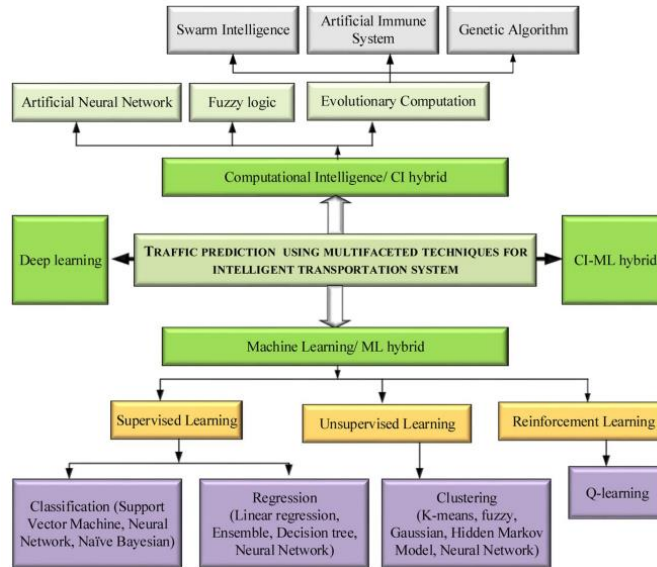 Swarm Intelligence
Artificial Immune
System
Genetic Algorithm
Artificial Neural Network
Fuzzy logic
Evolutionary Computation
Computational Intelligence/ CI hybrid
Deep learning
TRAFFIC PREDICTION USING MULTIFACETED TECHNIQUES FOR
INTELLIGENT TRANSPORTATION SYSTEM
CI-ML hybrid
Machine Learning/ ML hybrid
Supervised Learning
Unsupervised Learning
Reinforcement Learning
Classification (Support
Vector Machine, Neural
Network, Naïve Bayesian)
Regression
(Linear regression,
Ensemble, Decision tree,
Neural Network)
Clustering
(K-means, fuzzy,
Gaussian, Hidden Markov
Model, Neural Network)
Q-learning